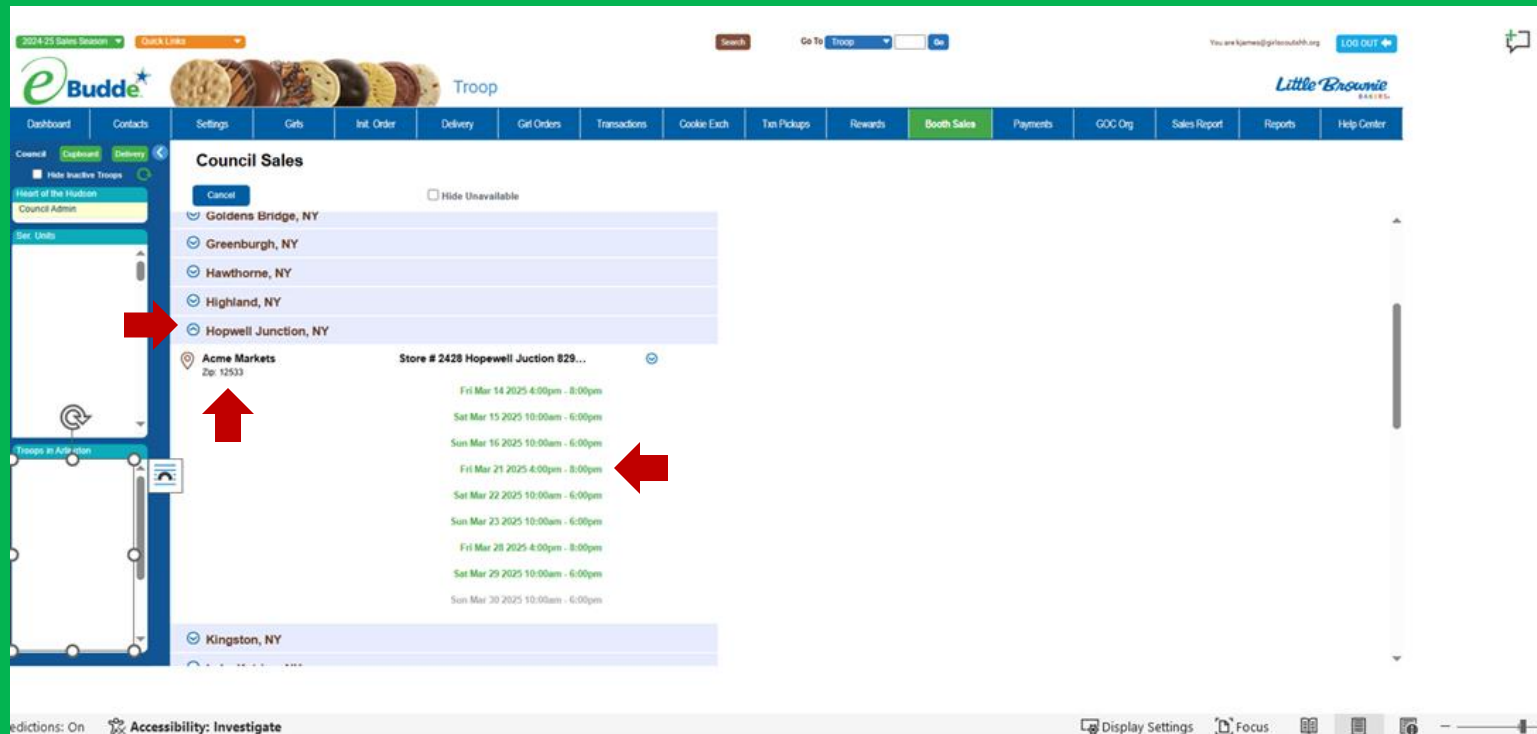 2024-25 Sales Season
Quick Links
Search
Go To
Troop
Go
You are kjames@girlscoutshh.org
LOG OUT
eBudde
Troop
Little Brownie
BAKERS
Dashboard
Contacts
Settings
Girls
Init. Order
Delivery
Girl Orders
Transactions
Cookie Exch
Txn Pickups
Rewards
Booth Sales
Payments
GOC Org
Sales Report
Reports
Help Center
Council
Cupboard
Delivery
Hide Inactive Troops
Heart of the Hudson
Council Admin
Ser. Units
Troops in
Council Sales
Cancel
Hide Unavailable
Goldens Bridge, NY
Greenburgh, NY
Hawthorne, NY
Highland, NY
Hopwell Junction, NY
Acme Markets
Store # 2428 Hopewell Juction 829...
Zip: 12533
Fri Mar 14 2025 4:00pm - 8:00pm
Sat Mar 15 2025 10:00am - 6:00pm
Sun Mar 16 2025 10:00am - 6:00pm
Fri Mar 21 2025 4:00pm - 8:00pm
Sat Mar 22 2025 10:00am - 6:00pm
Sun Mar 23 2025 10:00am - 6:00pm
Fri Mar 28 2025 4:00pm - 8:00pm
Sat Mar 29 2025 10:00am - 6:00pm
Sun Mar 30 2025 10:00am - 6:00pm
Kingston, NY
edictions: On
Accessibility: Investigate
Display Settings
Focus